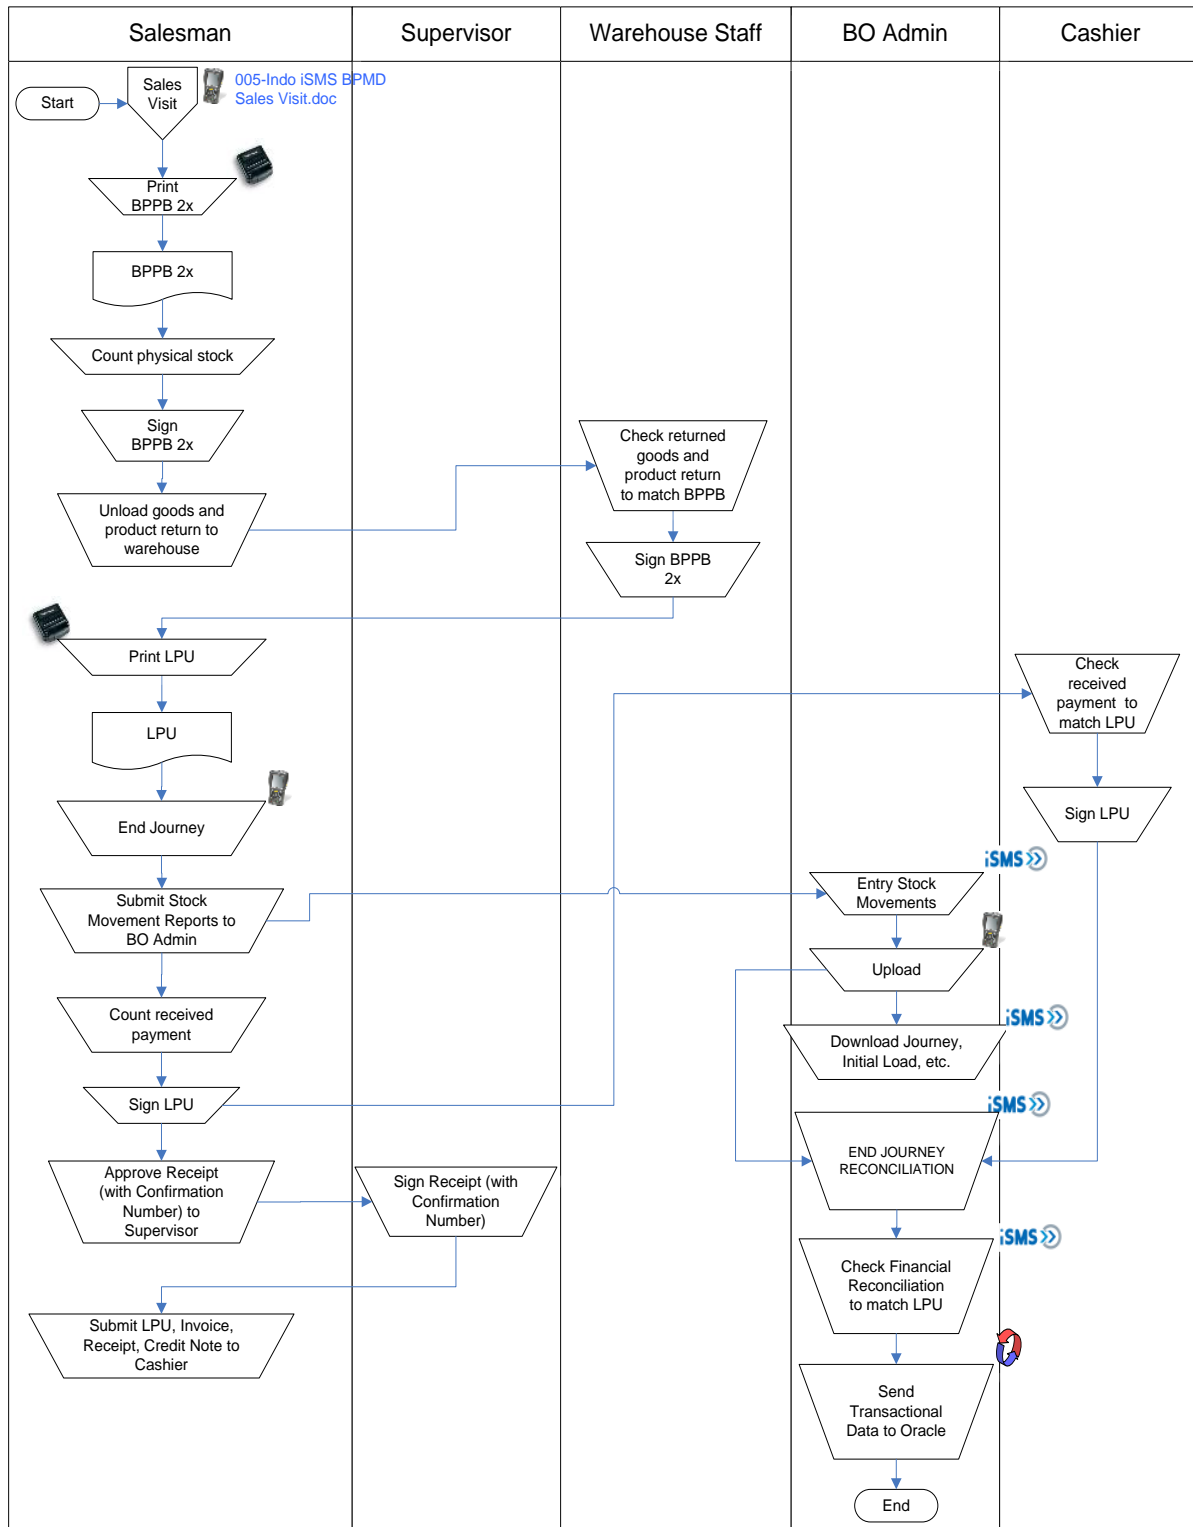 Salesman
Supervisor
Warehouse Staff
BO Admin
Cashier
Start
Sales
Visit
005-Indo iSMS BPMD
Sales Visit.doc
Print
BPPB 2x
BPPB 2x
Count physical stock
Sign
BPPB 2x
Unload goods and
product return to
warehouse
Check returned
goods and
product return
to match BPPB
Sign BPPB
2x
Print LPU
LPU
End Journey
Submit Stock
Movement Reports to
BO Admin
Count received
payment
Sign LPU
Approve Receipt
(with Confirmation
Number) to
Supervisor
Sign Receipt (with
Confirmation
Number)
Submit LPU, Invoice,
Receipt, Credit Note to
Cashier
Check
received
payment to
match LPU
Sign LPU
iSMS
Entry Stock
Movements
Upload
iSMS
Download Journey,
Initial Load, etc.
iSMS
END JOURNEY
RECONCILIATION
iSMS
Check Financial
Reconciliation
to match LPU
Send
Transactional
Data to Oracle
End